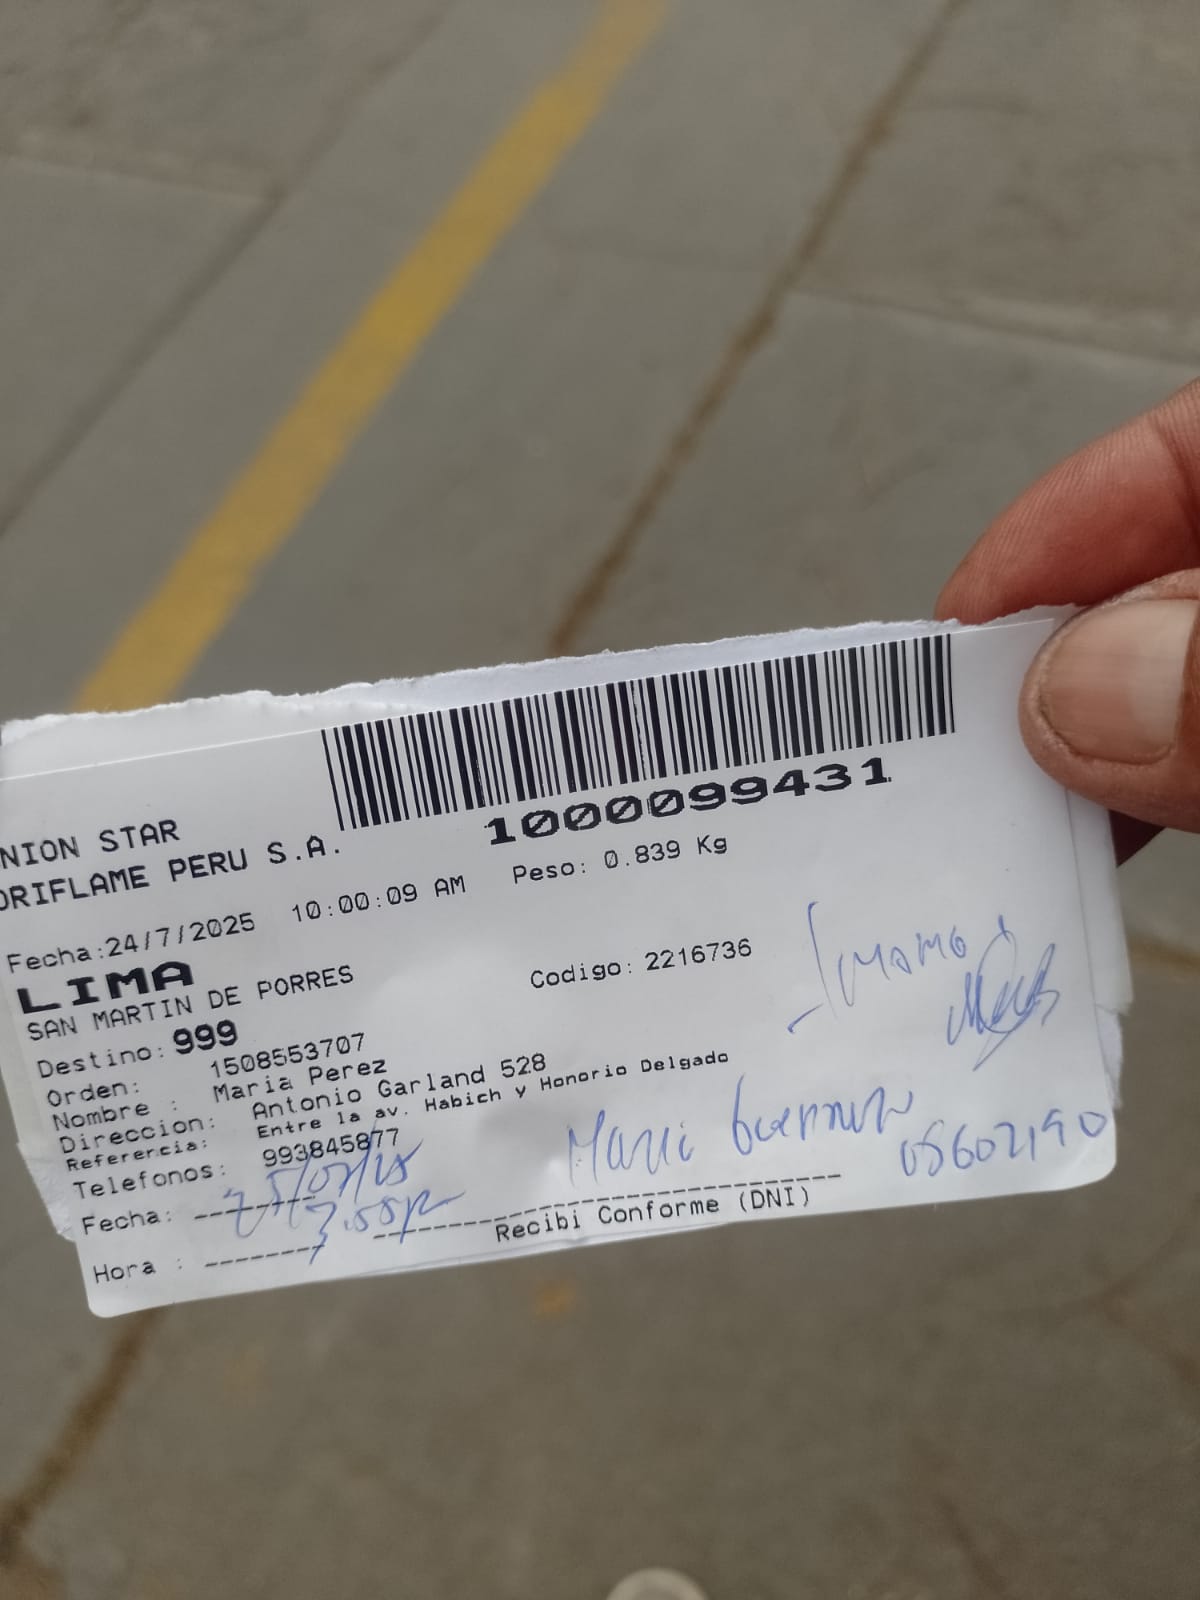 NION STAR
ORIFLAME PERU S.A.
1000099431
Fecha:24/7/2025 10:00:09 AM Peso: 0.839 Kg
LIMA
SAN MARTIN DE PORRES Codigo: 2216736
Destino: 999
Orden: 1508553707
Nombre : Maria Perez
Direccion: Antonio Garland 528
Referencia: Entre la av. Habich y Honorio Delgado
Telefonos: 993845877
Fecha:
Hora :
Recibi Conforme (DNI)